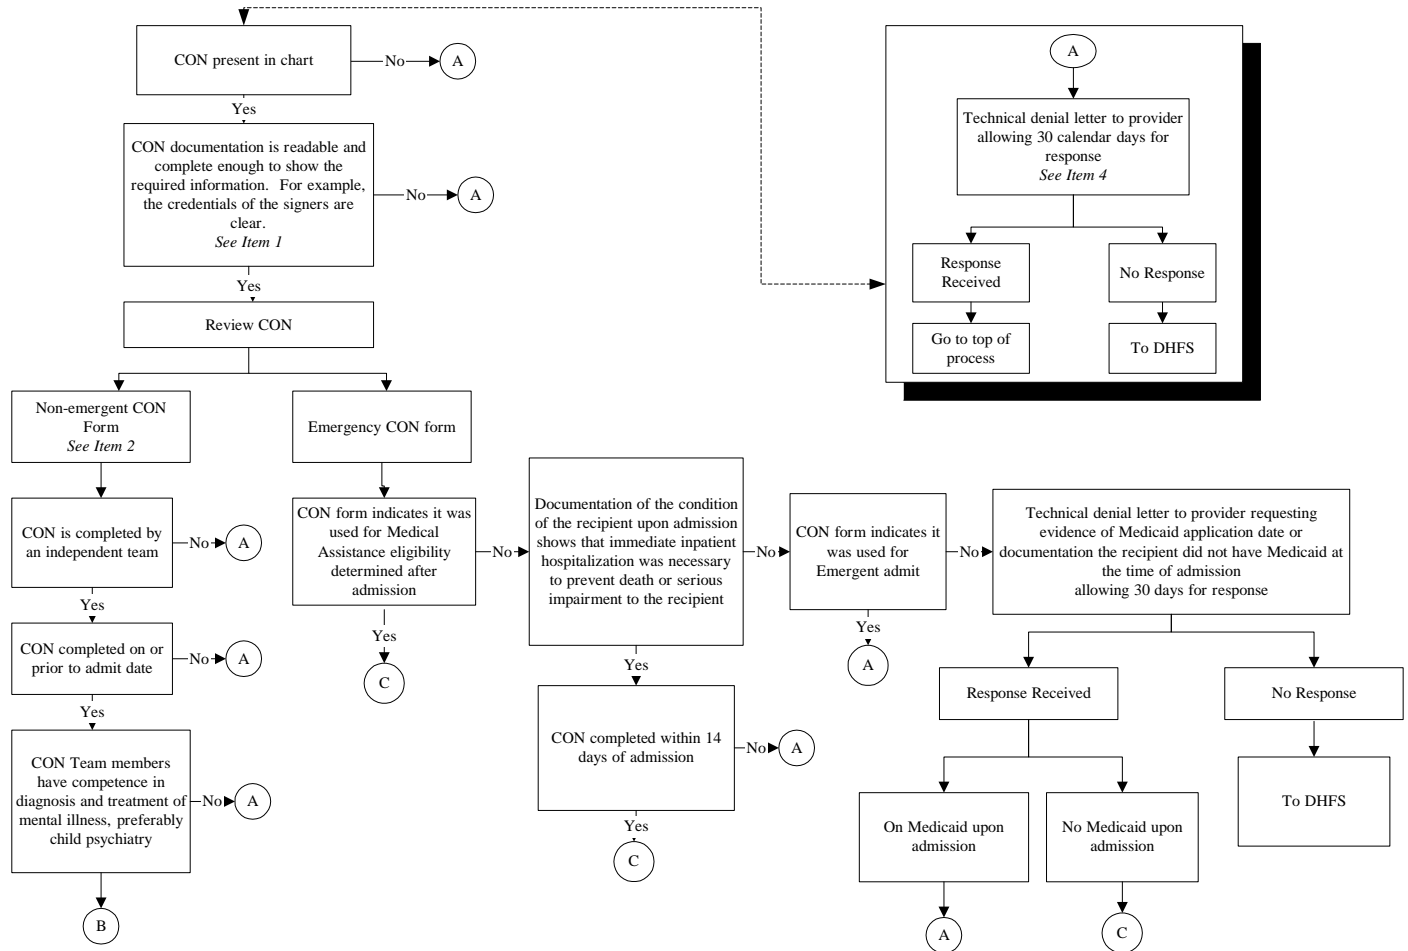 CON present in chart
No
A
Yes
CON documentation is readable and
complete enough to show the
required information. For example,
the credentials of the signers are
clear.
See Item 1
No
A
Yes
Review CON
A
Technical denial letter to provider
allowing 30 calendar days for
response
See Item 4
Response
Received
No Response
Go to top of
process
To DHFS
Non-emergent CON
Form
See Item 2
CON is completed by
an independent team
No
A
Yes
CON completed on or
prior to admit date
No
A
Yes
CON Team members
have competence in
diagnosis and treatment of
mental illness, preferably
child psychiatry
No
A
B
Emergency CON form
CON form indicates it was
used for Medical
Assistance eligibility
determined after
admission
No
Yes
C
Documentation of the condition
of the recipient upon admission
shows that immediate inpatient
hospitalization was necessary
to prevent death or serious
impairment to the recipient
No
Yes
CON completed within 14
days of admission
No
A
Yes
C
CON form indicates it
was used for
Emergent admit
No
Yes
A
Technical denial letter to provider requesting
evidence of Medicaid application date or
documentation the recipient did not have Medicaid at
the time of admission
allowing 30 days for response
Response Received
No Response
On Medicaid upon
admission
No Medicaid upon
admission
To DHFS
A
C